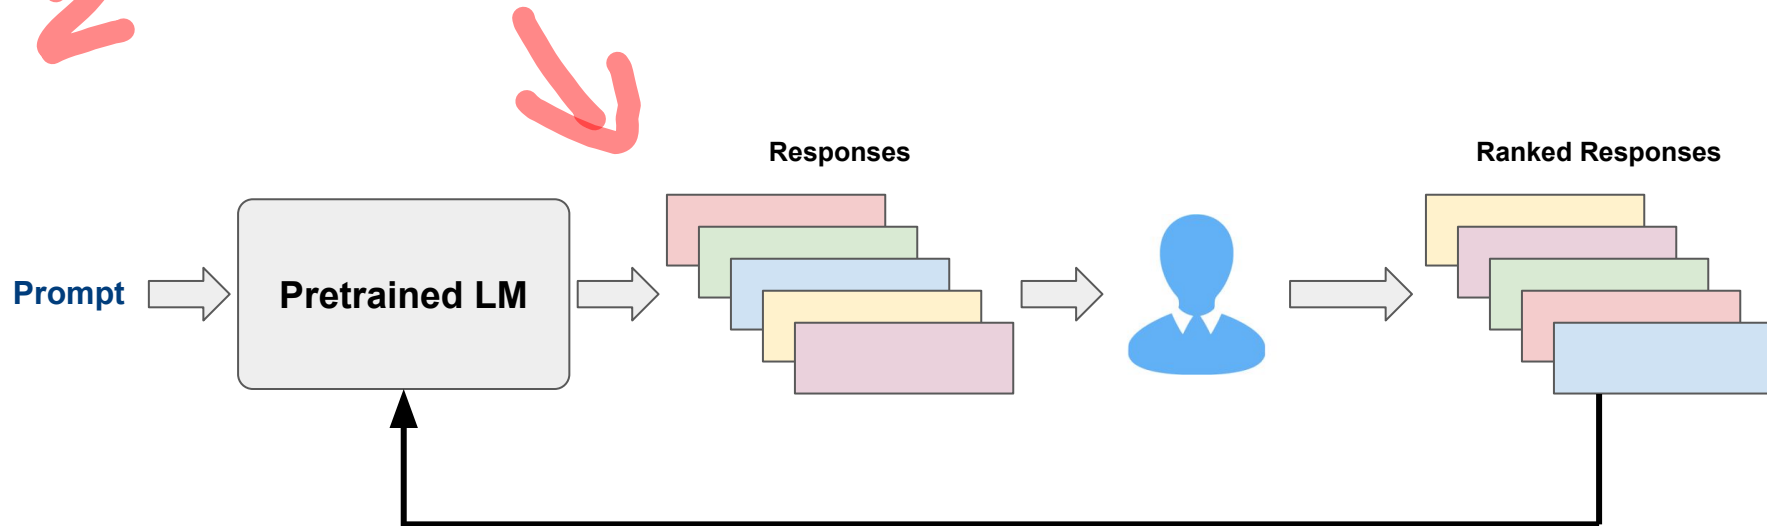 Responses
Ranked Responses
Prompt
Pretrained LM